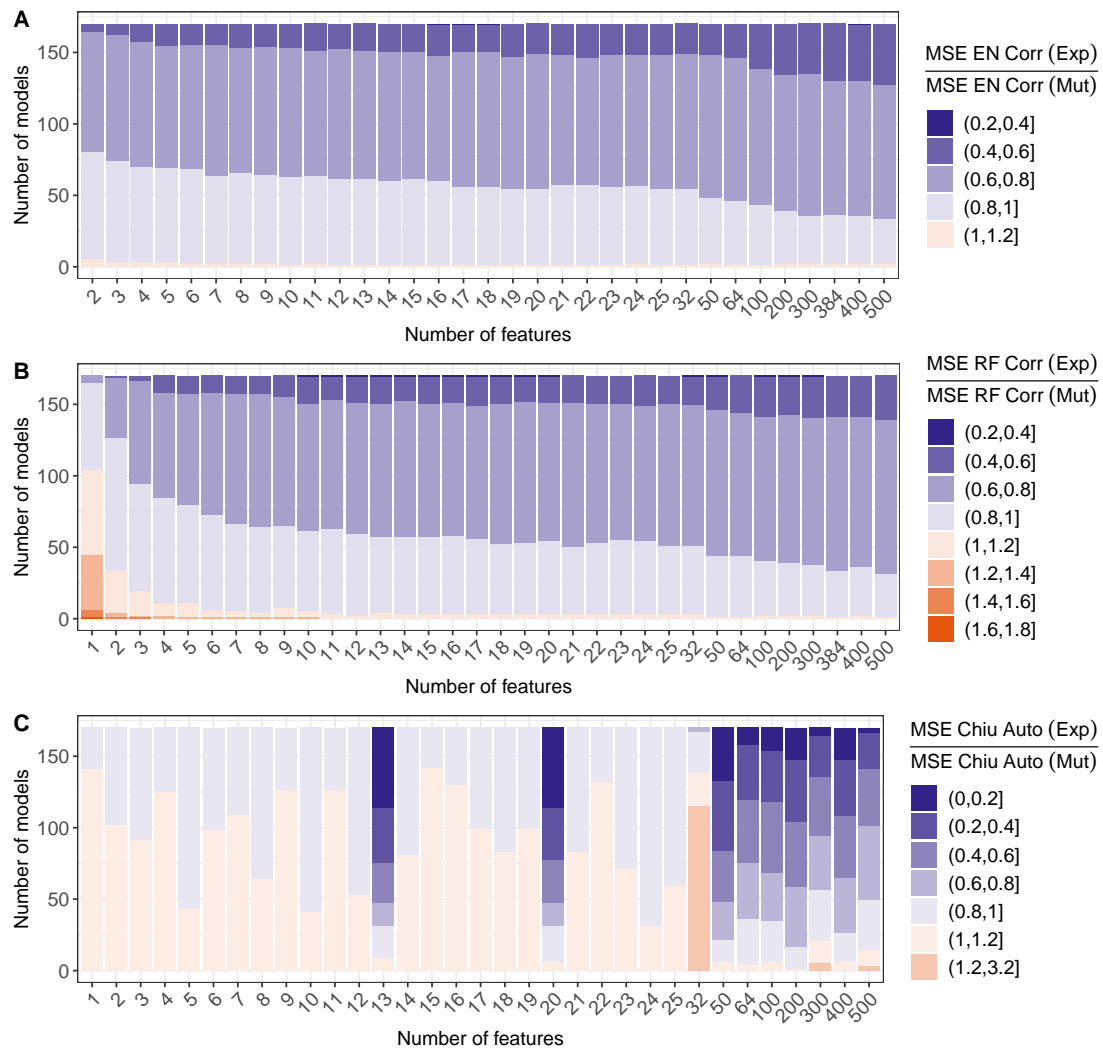 A
Number of models
150
100
50
0
2 3 4 5 6 7 8 9 10 11 12 13 14 15 16 17 18 19 20 21 22 23 24 25 32 50 64 100 200 300 384 400 500
Number of features
MSE EN Corr (Exp)
MSE EN Corr (Mut)
(0.2,0.4]
(0.4,0.6]
(0.6,0.8]
(0.8,1]
(1,1.2]
B
Number of models
150
100
50
0
1 2 3 4 5 6 7 8 9 10 11 12 13 14 15 16 17 18 19 20 21 22 23 24 25 32 50 64 100 200 300 384 400 500
Number of features
MSE RF Corr (Exp)
MSE RF Corr (Mut)
(0.2,0.4]
(0.4,0.6]
(0.6,0.8]
(0.8,1]
(1,1.2]
(1.2,1.4]
(1.4,1.6]
(1.6,1.8]
C
Number of models
150
100
50
0
1 2 3 4 5 6 7 8 9 10 11 12 13 14 15 16 17 18 19 20 21 22 23 24 25 32 50 64 100 200 300 400 500
Number of features
MSE Chiu Auto (Exp)
MSE Chiu Auto (Mut)
(0,0.2]
(0.2,0.4]
(0.4,0.6]
(0.6,0.8]
(0.8,1]
(1,1.2]
(1.2,3.2]